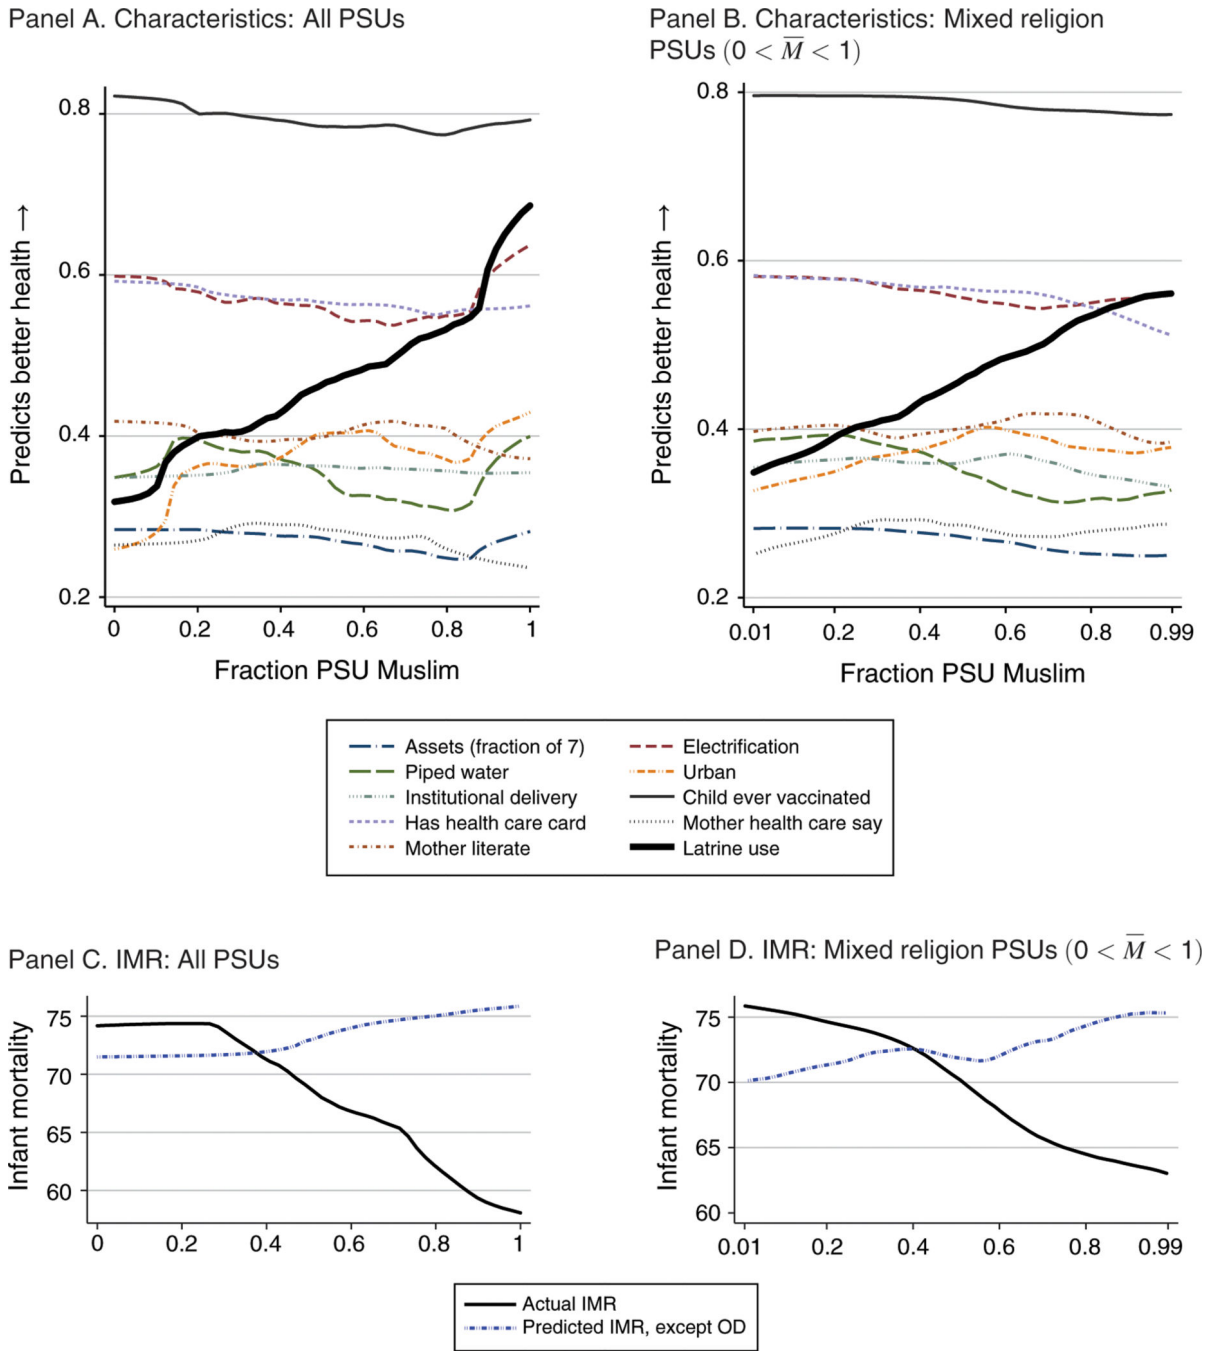 Panel A. Characteristics: All PSUs
Predicts better health →
0.8
0.6
0.4
0.2
0 0.2 0.4 0.6 0.8 1
Fraction PSU Muslim
Panel B. Characteristics: Mixed religion
PSUs (0 < M̅ < 1)
Predicts better health →
0.8
0.6
0.4
0.2
0.01 0.2 0.4 0.6 0.8 0.99
Fraction PSU Muslim
Assets (fraction of 7)
Piped water
Institutional delivery
Has health care card
Mother literate
Electrification
Urban
Child ever vaccinated
Mother health care say
Latrine use
Panel C. IMR: All PSUs
Infant mortality
75
70
65
60
0 0.2 0.4 0.6 0.8 1
Panel D. IMR: Mixed religion PSUs (0 < M̅ < 1)
Infant mortality
75
70
65
60
0.01 0.2 0.4 0.6 0.8 0.99
Actual IMR
Predicted IMR, except OD